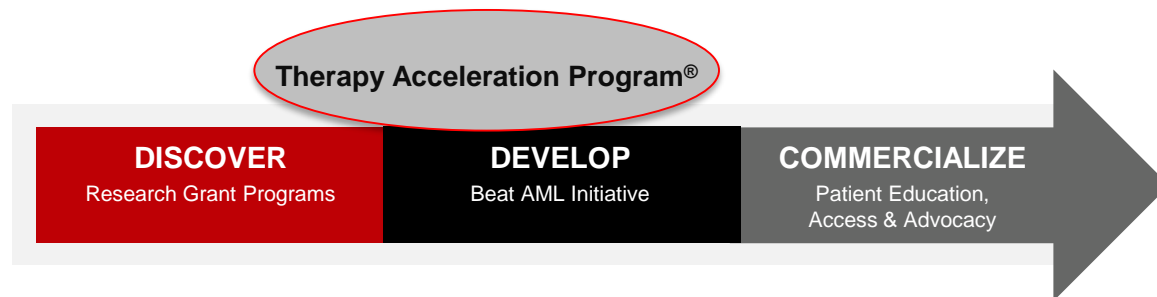 Therapy Acceleration Program®
DISCOVER
Research Grant Programs
DEVELOP
Beat AML Initiative
COMMERCIALIZE
Patient Education,
Access & Advocacy